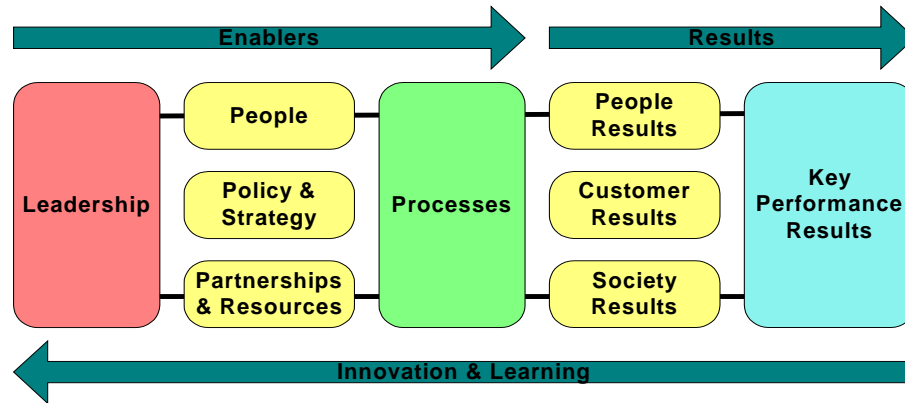 Enablers
Results
Leadership
People
Policy &
Strategy
Partnerships
& Resources
Processes
People
Results
Customer
Results
Society
Results
Key
Performance
Results
Innovation & Learning